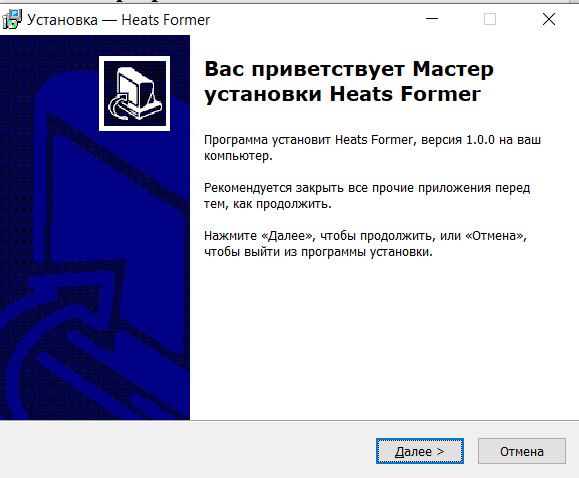 Установка — Heats Former
Вас приветствует Мастер
установки Heats Former
Программа установит Heats Former, версия 1.0.0 на ваш
компьютер.
Рекомендуется закрыть все прочие приложения перед
тем, как продолжить.
Нажмите «Далее», чтобы продолжить, или «Отмена»,
чтобы выйти из программы установки.
Далее >
Отмена